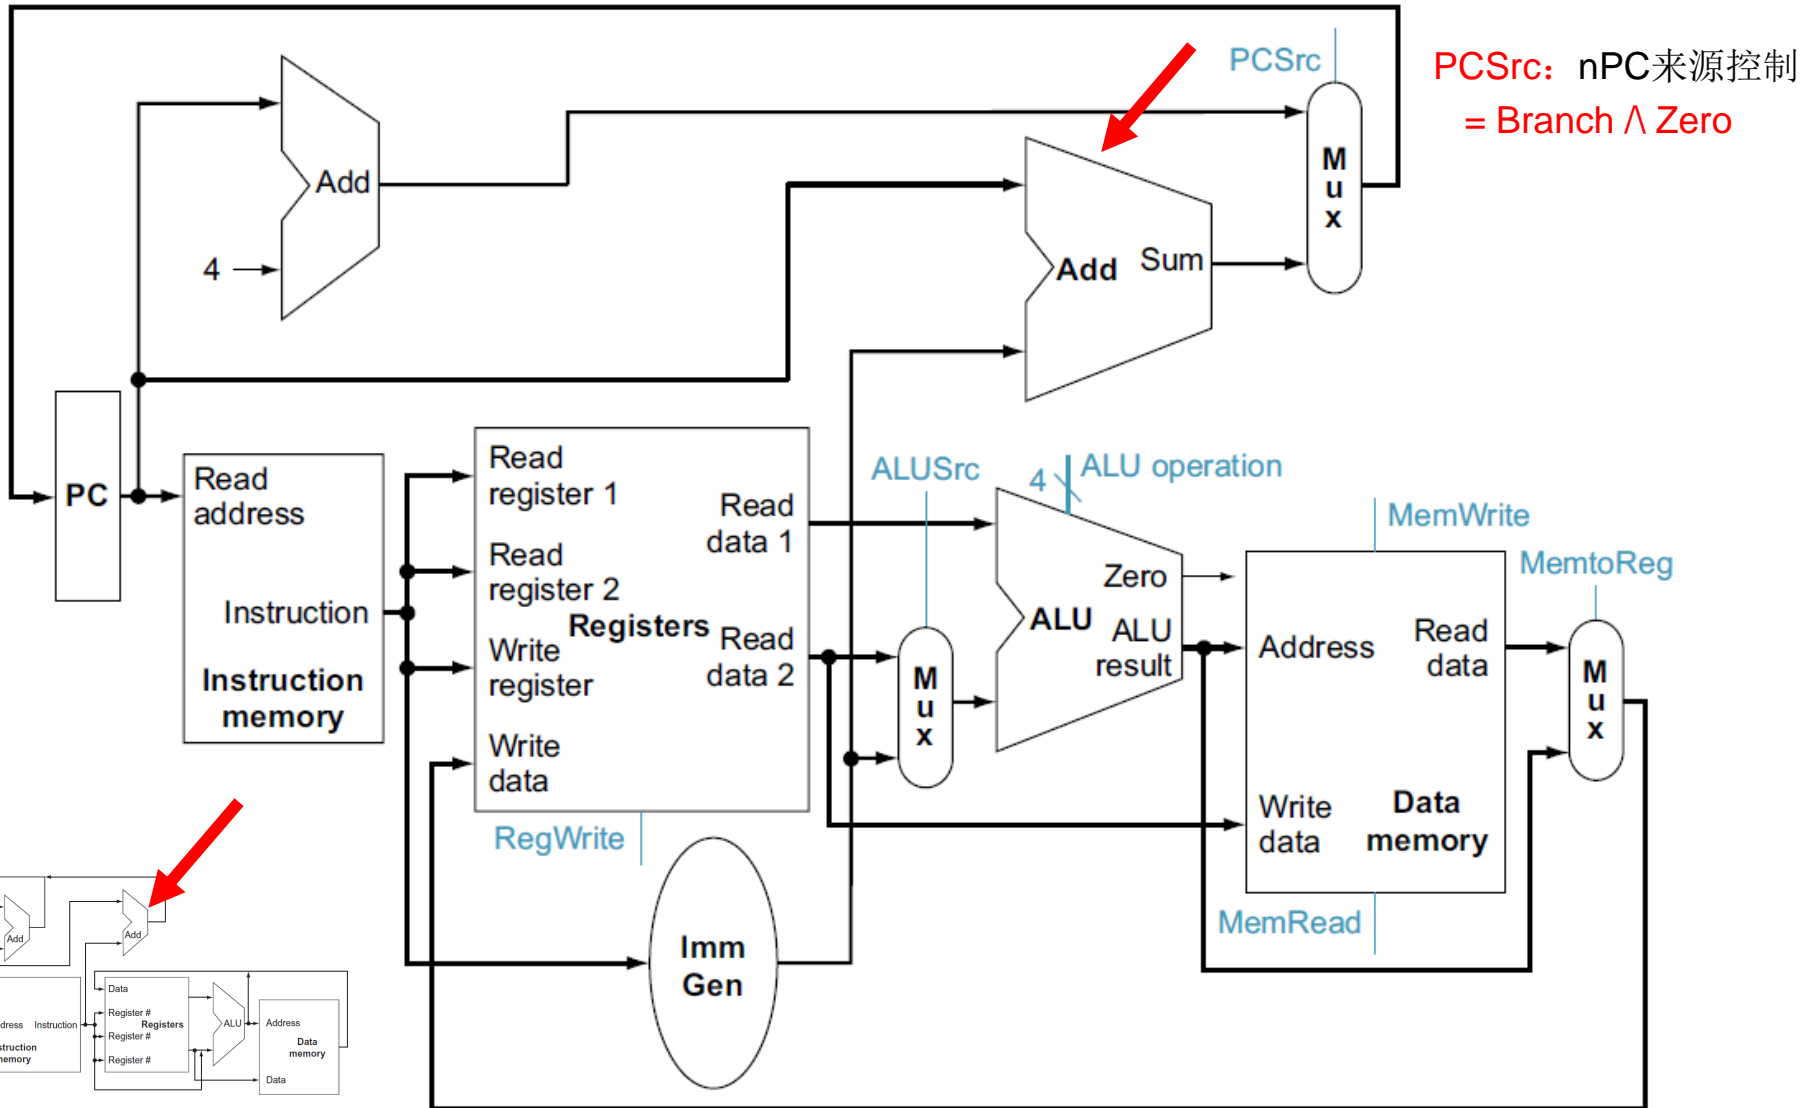 PCSrc
PCSrc：nPC来源控制
= Branch /\ Zero
M
u
x
Add
4
Add
Sum
PC
Read
address
Instruction
Instruction
memory
Read
register 1
Read
register 2
Write
register
Write
data
Registers
Read
data 1
Read
data 2
RegWrite
Imm
Gen
ALUSrc
M
u
x
4
ALU operation
Zero
ALU
ALU
result
MemWrite
Address
Read
data
Write
data
Data
memory
MemRead
MemtoReg
M
u
x
Add
Add
dress
Instruction
struction
emory
Data
Register #
Registers
Register #
Register #
ALU
Address
Data
memory
Data